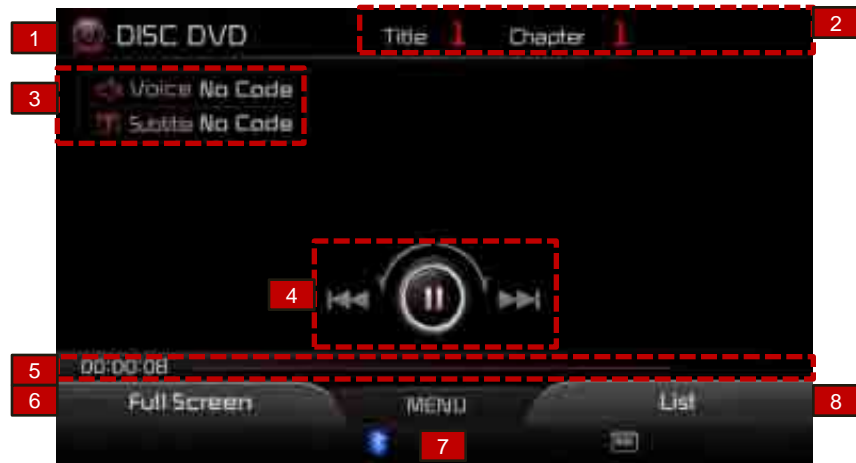 1 DISC DVD Title 1 Chapter 1 2
3 Voice No Code
Subtitle No Code
4
5 00:00:08
6 Full Screen MENU List 8
7